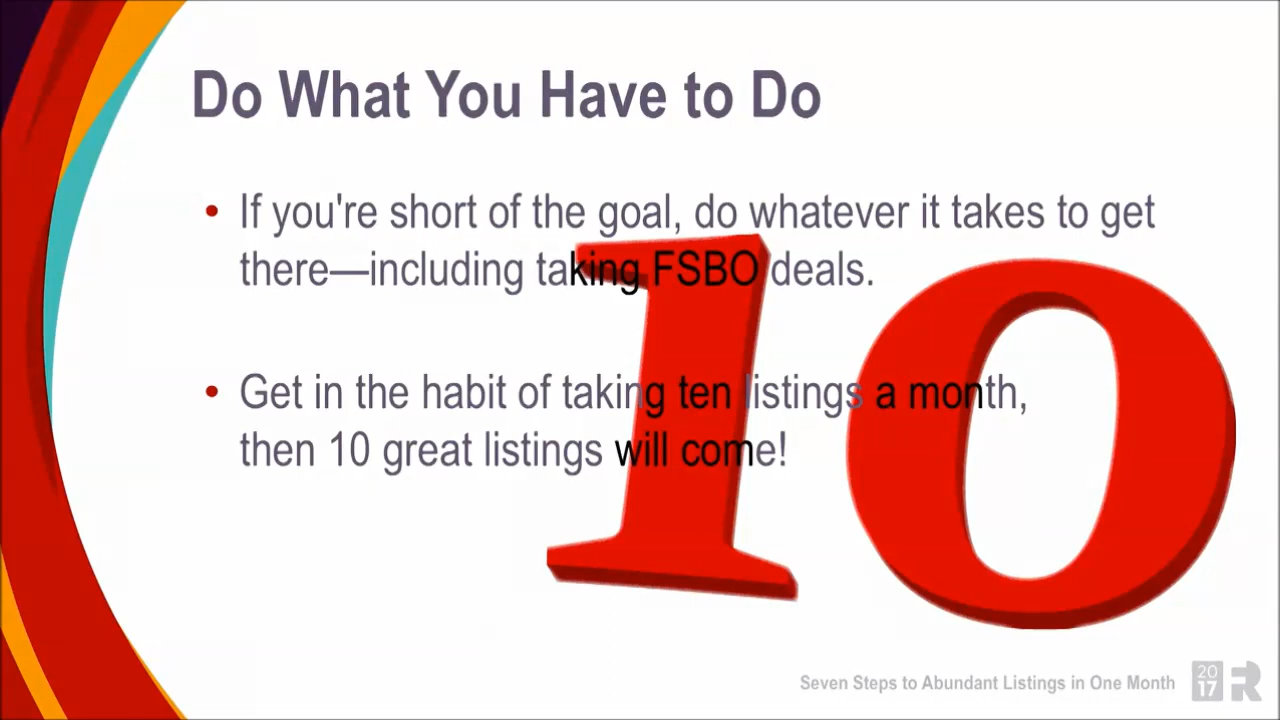 Do What You Have to Do
• If you're short of the goal, do whatever it takes to get
there—including taking FSBO deals.
• Get in the habit of taking ten listings a month,
then 10 great listings will come!
10
Seven Steps to Abundant Listings in One Month
20
17
R